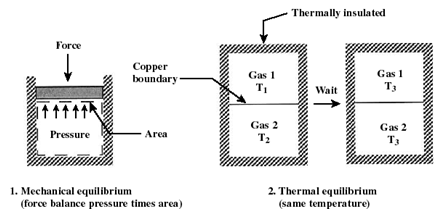 Thermally insulated
Force
Copper
boundary
Gas 1
T1
Gas 1
T3
Wait
Pressure
Area
Gas 2
T2
Gas 2
T3
1. Mechanical equilibrium
(force balance pressure times area)
2. Thermal equilibrium
(same temperature)